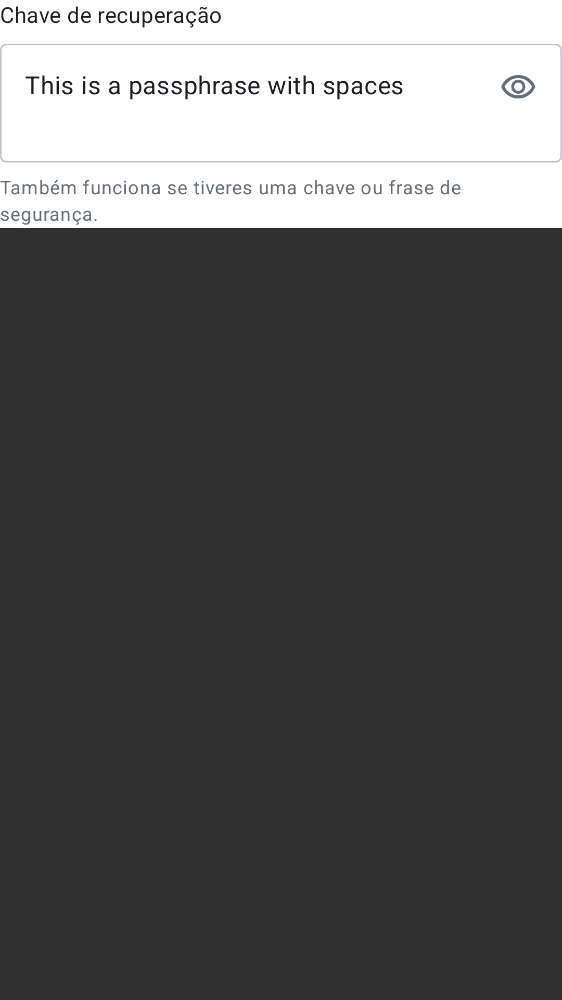 Chave de recuperação
This is a passphrase with spaces
Também funciona se tiveres uma chave ou frase de
segurança.